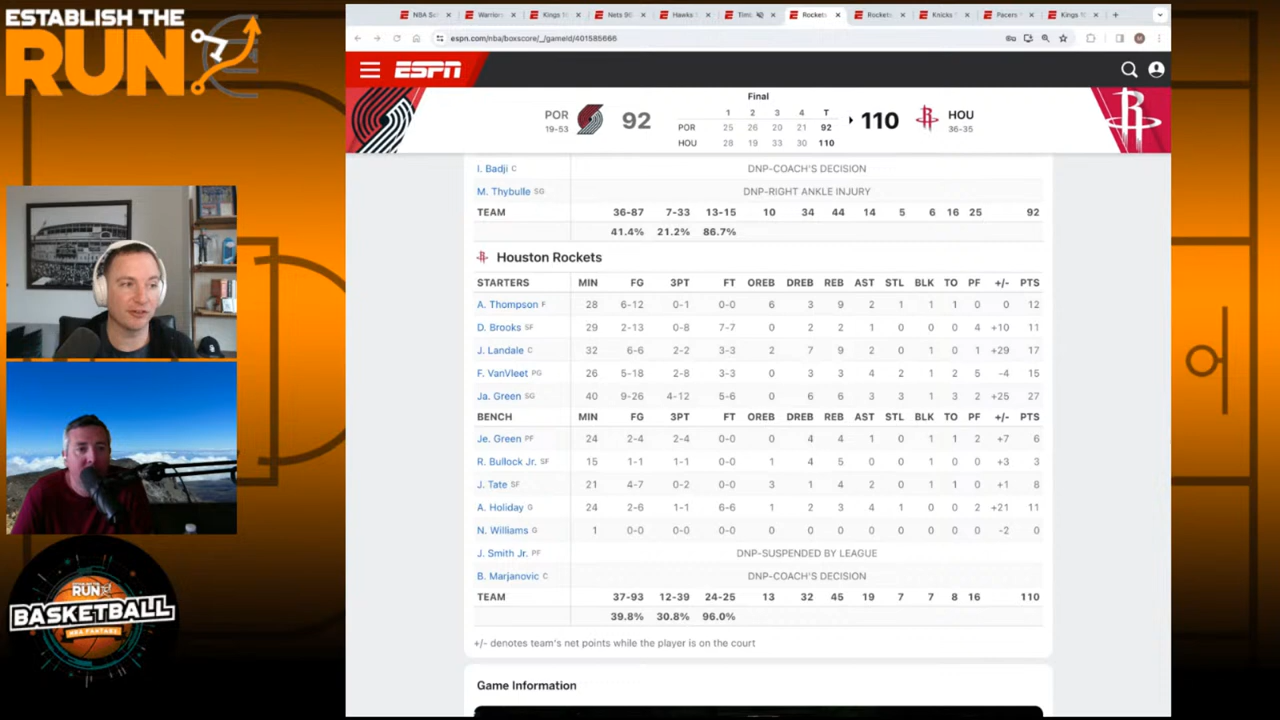 ESTABLISH THE
RUN
NSA Sc
Warriors
Kings 1
Nets 95
Hawks
Timb
Rockets
Rockets
Knicks
Pacers
Kings
espn.com/nba/boxscore/_/gameId/401585666
ESPN
Final
POR 19-53 92
1 2 3 4 T
POR 25 26 20 21 92
HOU 28 19 33 30 110
110 HOU 36-35
I. Badji C DNP-COACH'S DECISION
M. Thybulle SG DNP-RIGHT ANKLE INJURY
TEAM 36-87 7-33 13-15 10 34 44 14 5 6 16 25 92
41.4% 21.2% 86.7%
Houston Rockets
STARTERS MIN FG 3PT FT OREB DREB REB AST STL BLK TO PF +/- PTS
A. Thompson F 28 6-12 0-1 0-0 6 3 9 2 1 1 1 0 0 12
D. Brooks SF 29 2-13 0-8 7-7 0 2 2 1 0 0 0 4 +10 11
J. Landale C 32 6-6 2-2 3-3 2 7 9 2 0 1 0 1 +29 17
F. VanVleet PG 26 5-18 2-8 3-3 0 3 3 4 2 1 2 5 -4 15
Ja. Green SG 40 9-26 4-12 5-6 0 6 6 3 3 1 3 2 +25 27
BENCH MIN FG 3PT FT OREB DREB REB AST STL BLK TO PF +/- PTS
Je. Green PF 24 2-4 2-4 0-0 0 4 4 1 0 1 1 2 +7 6
R. Bullock Jr. SF 15 1-1 1-1 0-0 1 4 5 0 0 1 0 0 +3 3
J. Tate SF 21 4-7 0-2 0-0 3 1 4 2 0 1 1 0 +1 8
A. Holiday G 24 2-6 1-1 6-6 1 2 3 4 1 0 0 2 +21 11
N. Williams G 1 0-0 0-0 0-0 0 0 0 0 0 0 0 0 -2 0
J. Smith Jr. PF DNP-SUSPENDED BY LEAGUE
B. Marjanovic C DNP-COACH'S DECISION
TEAM 37-93 12-39 24-25 13 32 45 19 7 7 8 16 110
39.8% 30.8% 96.0%
+/- denotes team's net points while the player is on the court
Game Information
RUN
BASKETBALL
NBA FANTASY